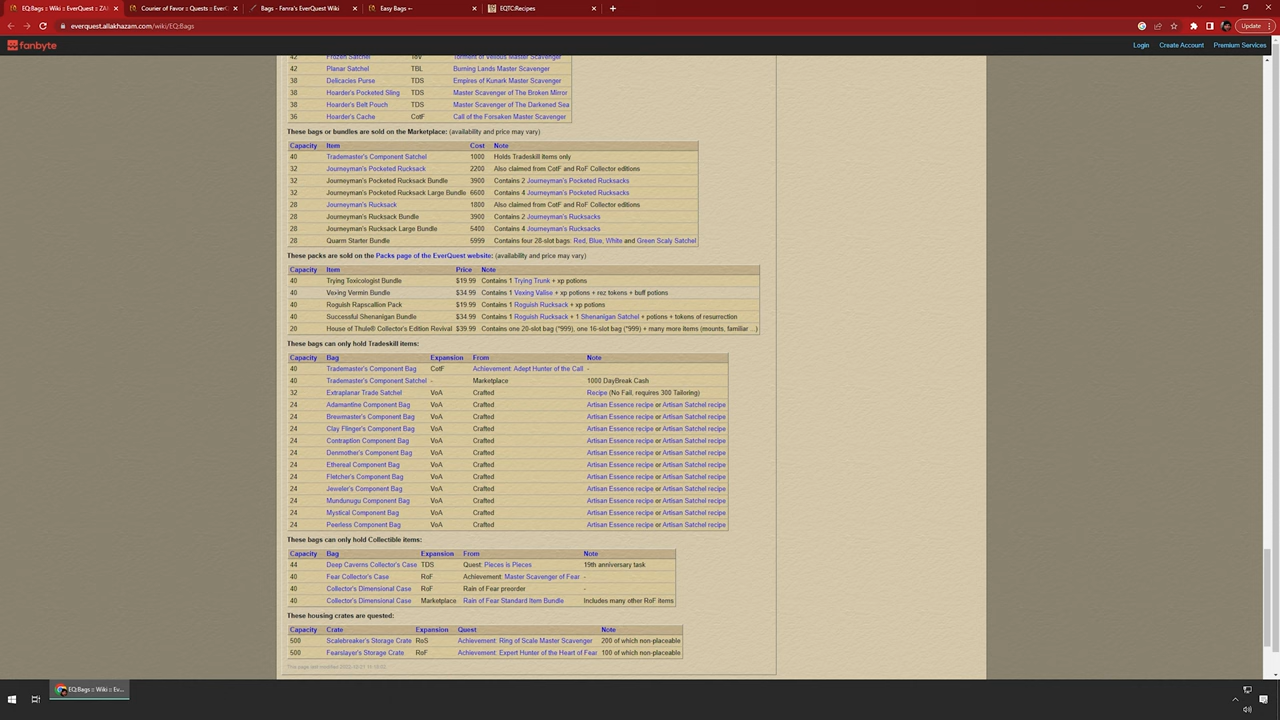 EQ:Bags :: Wiki :: EverQuest :: ZA
Courier of Favor :: Quests :: EverQ
Bags - Fanra's EverQuest Wiki
Easy Bags --
EQTC:Recipes
everquest.allakhazam.com/wiki/EQ:Bags
Update
fanbyte
Login Create Account Premium Services
42 Frozen Satchel ToV Torment of Velious Master Scavenger
42 Planar Satchel TBL Burning Lands Master Scavenger
38 Delicacies Purse TDS Empires of Kunark Master Scavenger
38 Hoarder's Pocketed Sling TDS Master Scavenger of The Broken Mirror
38 Hoarder's Belt Pouch TDS Master Scavenger of The Darkened Sea
36 Hoarder's Cache CotF Call of the Forsaken Master Scavenger
These bags or bundles are sold on the Marketplace: (availability and price may vary)
Capacity Item Cost Note
40 Trademaster's Component Satchel 1000 Holds Tradeskill items only
32 Journeyman's Pocketed Rucksack 2200 Also claimed from CotF and RoF Collector editions
32 Journeyman's Pocketed Rucksack Bundle 3900 Contains 2 Journeyman's Pocketed Rucksacks
32 Journeyman's Pocketed Rucksack Large Bundle 6600 Contains 4 Journeyman's Pocketed Rucksacks
28 Journeyman's Rucksack 1800 Also claimed from CotF and RoF Collector editions
28 Journeyman's Rucksack Bundle 3900 Contains 2 Journeyman's Rucksacks
28 Journeyman's Rucksack Large Bundle 5400 Contains 4 Journeyman's Rucksacks
28 Quarm Starter Bundle 5999 Contains four 28-slot bags: Red, Blue, White and Green Scaly Satchel
These packs are sold on the Packs page of the EverQuest website: (availability and price may vary)
Capacity Item Price Note
40 Trying Toxicologist Bundle $19.99 Contains 1 Trying Trunk + xp potions
40 Vexing Vermin Bundle $34.99 Contains 1 Vexing Valise + xp potions + rez tokens + buff potions
40 Roguish Rapscallion Pack $19.99 Contains 1 Roguish Rucksack + xp potions
40 Successful Shenanigan Bundle $34.99 Contains 1 Roguish Rucksack + 1 Shenanigan Satchel + potions + tokens of resurrection
20 House of Thule® Collector's Edition Revival $39.99 Contains one 20-slot bag (*999), one 16-slot bag (*999) + many more items (mounts, familiar ...)
These bags can only hold Tradeskill items:
Capacity Bag Expansion From Note
40 Trademaster's Component Bag CotF Achievement: Adept Hunter of the Call -
40 Trademaster's Component Satchel - Marketplace 1000 DayBreak Cash
32 Extraplanar Trade Satchel VoA Crafted Recipe (No Fail, requires 300 Tailoring)
24 Adamantine Component Bag VoA Crafted Artisan Essence recipe or Artisan Satchel recipe
24 Brewmaster's Component Bag VoA Crafted Artisan Essence recipe or Artisan Satchel recipe
24 Clay Flinger's Component Bag VoA Crafted Artisan Essence recipe or Artisan Satchel recipe
24 Contraption Component Bag VoA Crafted Artisan Essence recipe or Artisan Satchel recipe
24 Denmother's Component Bag VoA Crafted Artisan Essence recipe or Artisan Satchel recipe
24 Ethereal Component Bag VoA Crafted Artisan Essence recipe or Artisan Satchel recipe
24 Fletcher's Component Bag VoA Crafted Artisan Essence recipe or Artisan Satchel recipe
24 Jeweler's Component Bag VoA Crafted Artisan Essence recipe or Artisan Satchel recipe
24 Mundunugu Component Bag VoA Crafted Artisan Essence recipe or Artisan Satchel recipe
24 Mystical Component Bag VoA Crafted Artisan Essence recipe or Artisan Satchel recipe
24 Peerless Component Bag VoA Crafted Artisan Essence recipe or Artisan Satchel recipe
These bags can only hold Collectible items:
Capacity Bag Expansion From Note
44 Deep Caverns Collector's Case TDS Quest: Pieces is Pieces 19th anniversary task
40 Fear Collector's Case RoF Achievement: Master Scavenger of Fear -
40 Collector's Dimensional Case RoF Rain of Fear preorder -
40 Collector's Dimensional Case Marketplace Rain of Fear Standard Item Bundle Includes many other RoF items
These housing crates are quested:
Capacity Crate Expansion Quest Note
500 Scalebreaker's Storage Crate RoS Achievement: Ring of Scale Master Scavenger 200 of which non-placeable
500 Fearslayer's Storage Crate RoF Achievement: Expert Hunter of the Heart of Fear 100 of which non-placeable
This page last modified
EQ:Bags :: Wiki :: Ev...